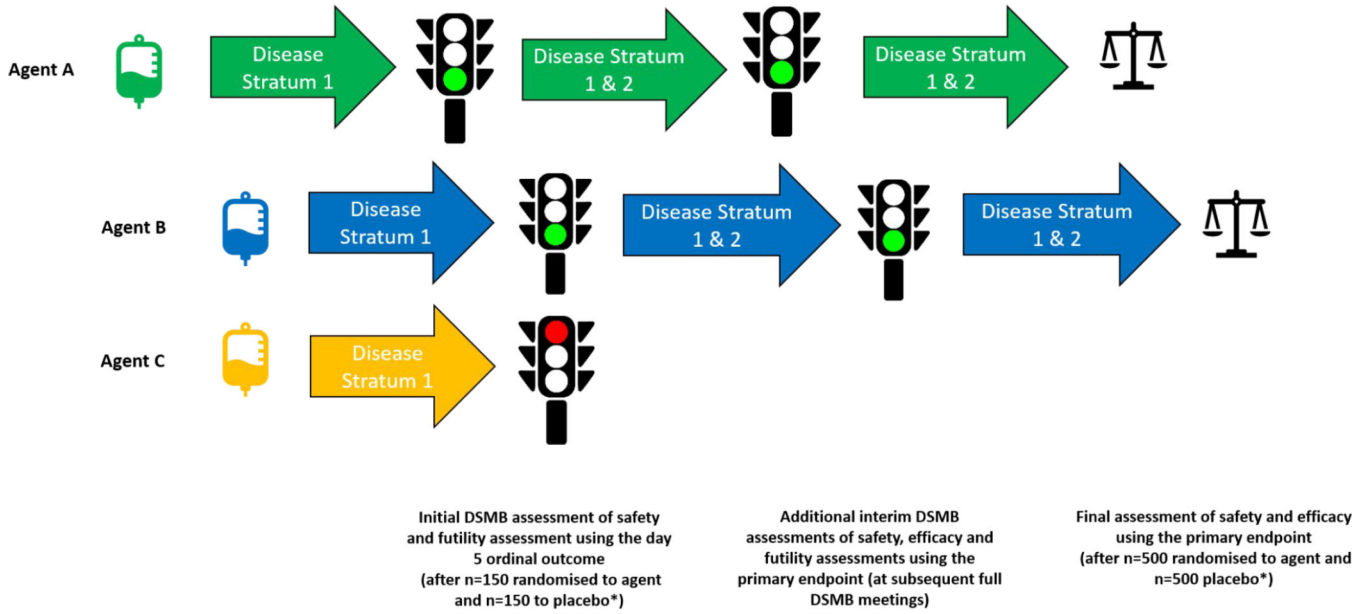 Agent A
Disease
Stratum 1
Disease Stratum
1 & 2
Disease Stratum
1 & 2
Agent B
Disease
Stratum 1
Disease Stratum
1 & 2
Disease Stratum
1 & 2
Agent C
Disease
Stratum 1
Initial DSMB assessment of safety
and futility assessment using the day
5 ordinal outcome
(after n=150 randomised to agent
and n=150 to placebo*)
Additional interim DSMB
assessments of safety, efficacy and
futility assessments using the
primary endpoint (at subsequent full
DSMB meetings)
Final assessment of safety and efficacy
using the primary endpoint
(after n=500 randomised to agent and
n=500 placebo*)